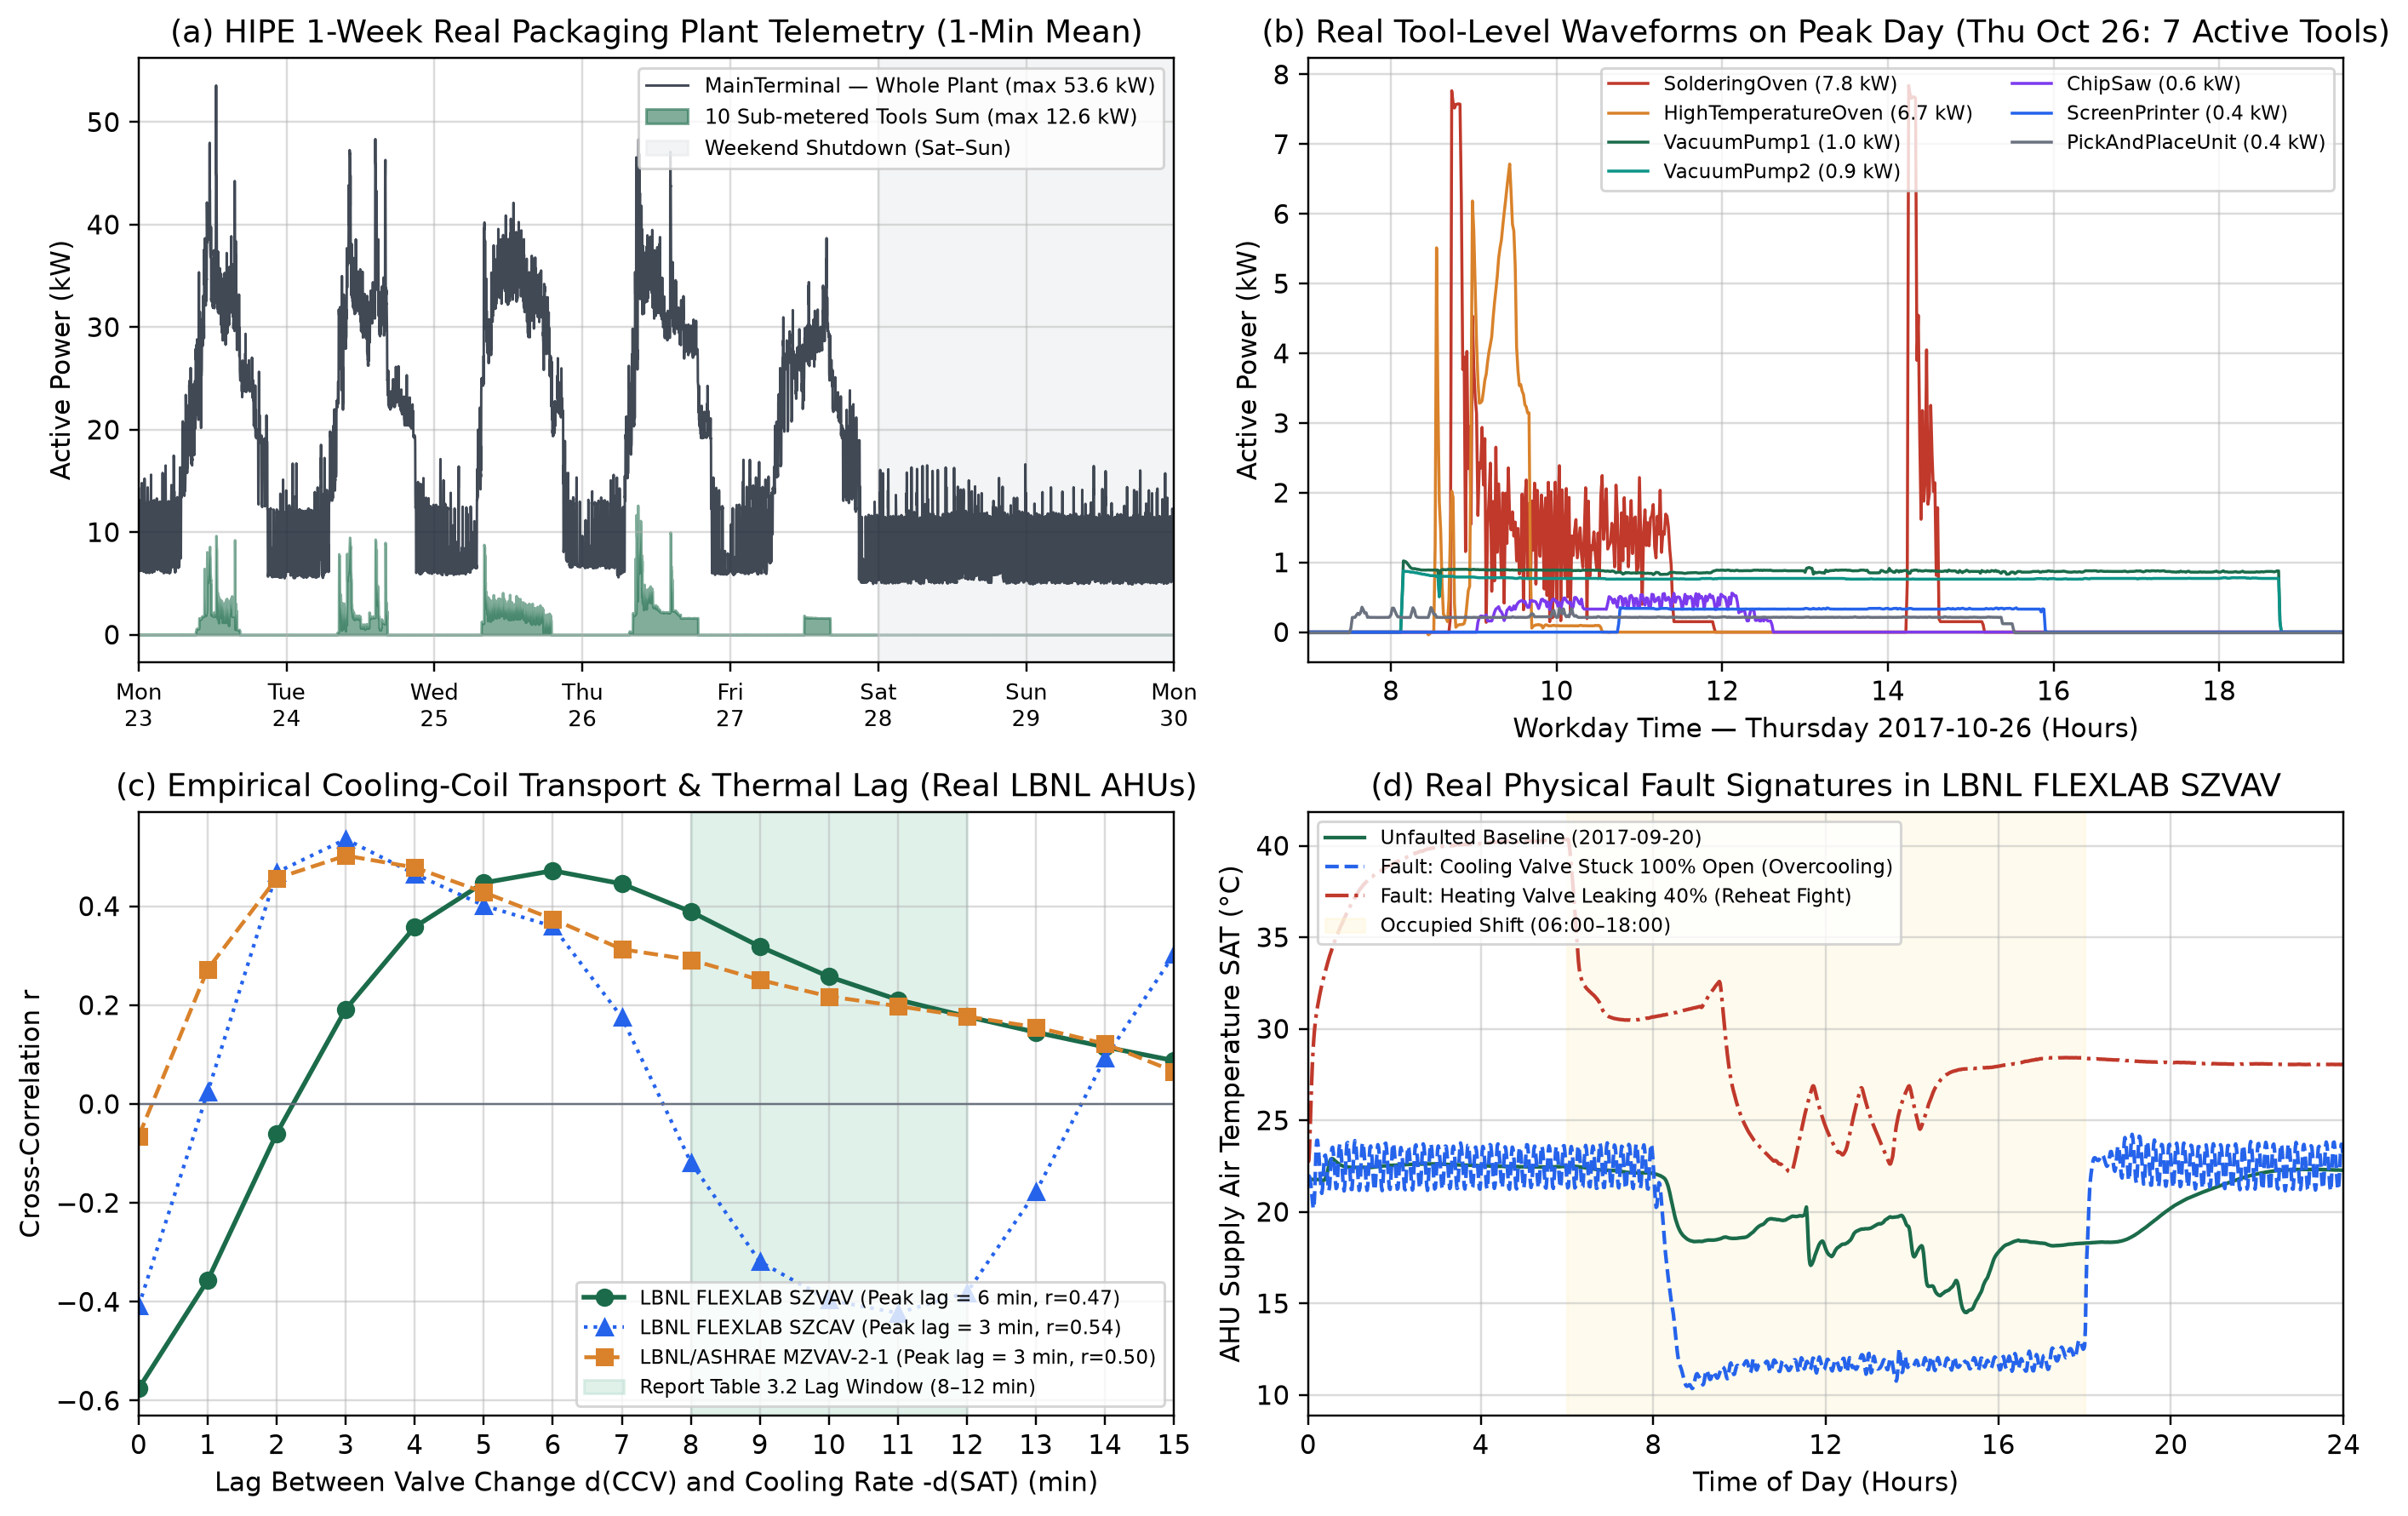 (a) HIPE 1-Week Real Packaging Plant Telemetry (1-Min Mean)
Active Power (kW)
50
40
30
20
10
0
MainTerminal — Whole Plant (max 53.6 kW)
10 Sub-metered Tools Sum (max 12.6 kW)
Weekend Shutdown (Sat–Sun)
Mon Tue Wed Thu Fri Sat Sun Mon
23 24 25 26 27 28 29 30
(b) Real Tool-Level Waveforms on Peak Day (Thu Oct 26: 7 Active Tools)
Active Power (kW)
8
7
6
5
4
3
2
1
0
SolderingOven (7.8 kW)
HighTemperatureOven (6.7 kW)
VacuumPump1 (1.0 kW)
VacuumPump2 (0.9 kW)
ChipSaw (0.6 kW)
ScreenPrinter (0.4 kW)
PickAndPlaceUnit (0.4 kW)
8 10 12 14 16 18
Workday Time — Thursday 2017-10-26 (Hours)
(c) Empirical Cooling-Coil Transport & Thermal Lag (Real LBNL AHUs)
Cross-Correlation r
0.4
0.2
0.0
−0.2
−0.4
−0.6
LBNL FLEXLAB SZVAV (Peak lag = 6 min, r=0.47)
LBNL FLEXLAB SZCAV (Peak lag = 3 min, r=0.54)
LBNL/ASHRAE MZVAV-2-1 (Peak lag = 3 min, r=0.50)
Report Table 3.2 Lag Window (8–12 min)
0 1 2 3 4 5 6 7 8 9 10 11 12 13 14 15
Lag Between Valve Change d(CCV) and Cooling Rate -d(SAT) (min)
(d) Real Physical Fault Signatures in LBNL FLEXLAB SZVAV
AHU Supply Air Temperature SAT (°C)
40
35
30
25
20
15
10
Unfaulted Baseline (2017-09-20)
Fault: Cooling Valve Stuck 100% Open (Overcooling)
Fault: Heating Valve Leaking 40% (Reheat Fight)
Occupied Shift (06:00–18:00)
0 4 8 12 16 20 24
Time of Day (Hours)